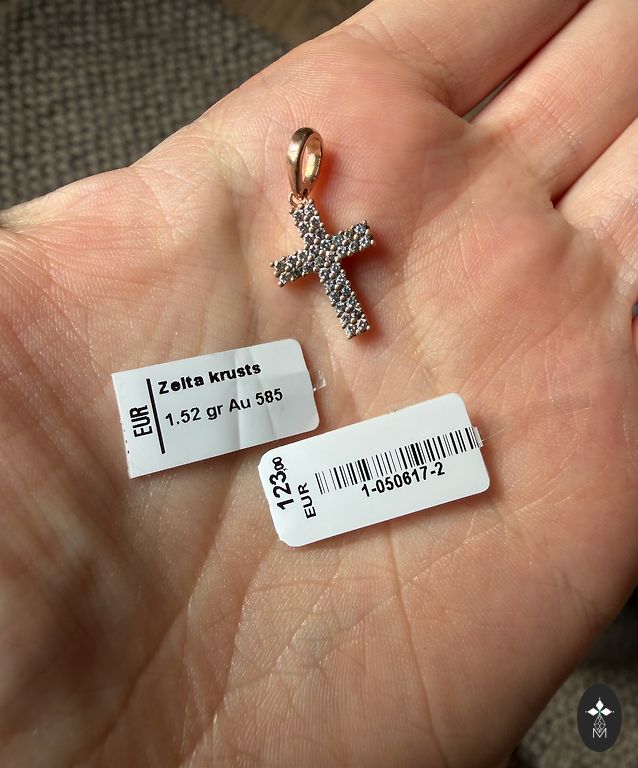 EUR
Zelta krusts
1.52 gr Au 585
123,00
EUR
1-050617-2
M